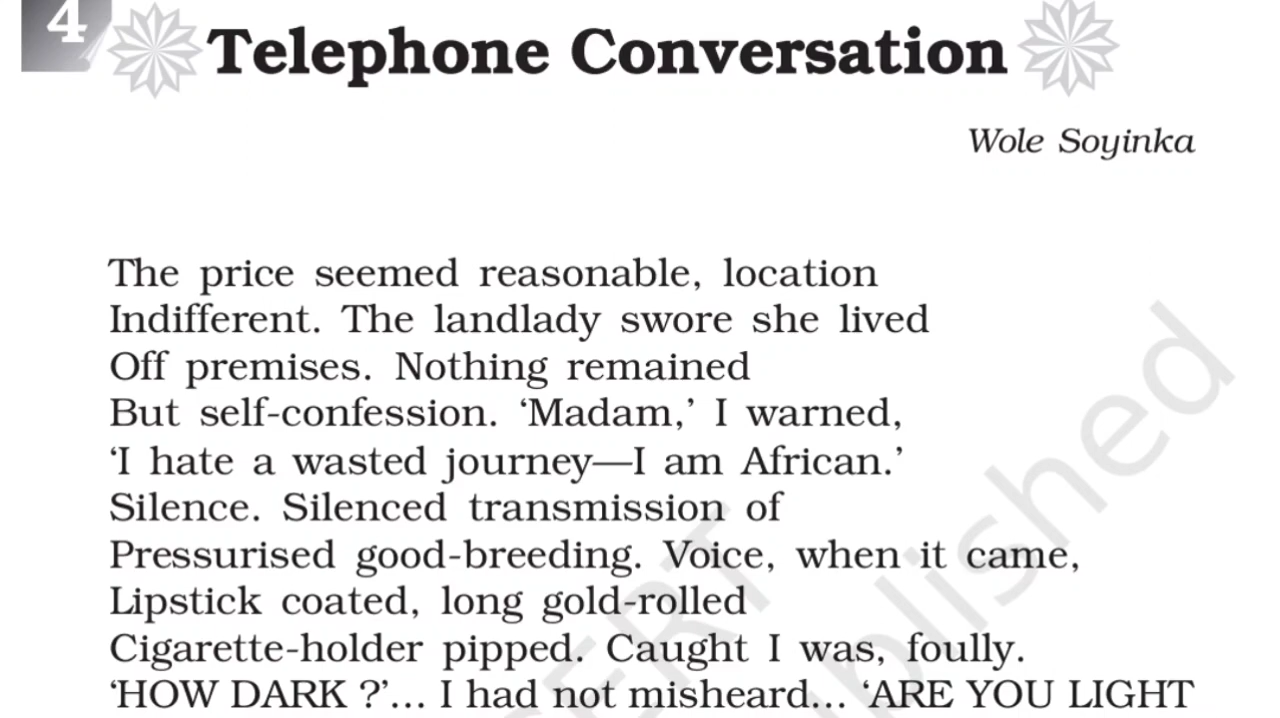 4
Telephone Conversation
Wole Soyinka
The price seemed reasonable, location
Indifferent. The landlady swore she lived
Off premises. Nothing remained
But self-confession. ‘Madam,’ I warned,
‘I hate a wasted journey—I am African.’
Silence. Silenced transmission of
Pressurised good-breeding. Voice, when it came,
Lipstick coated, long gold-rolled
Cigarette-holder pipped. Caught I was, foully.
‘HOW DARK ?’... I had not misheard... ‘ARE YOU LIGHT